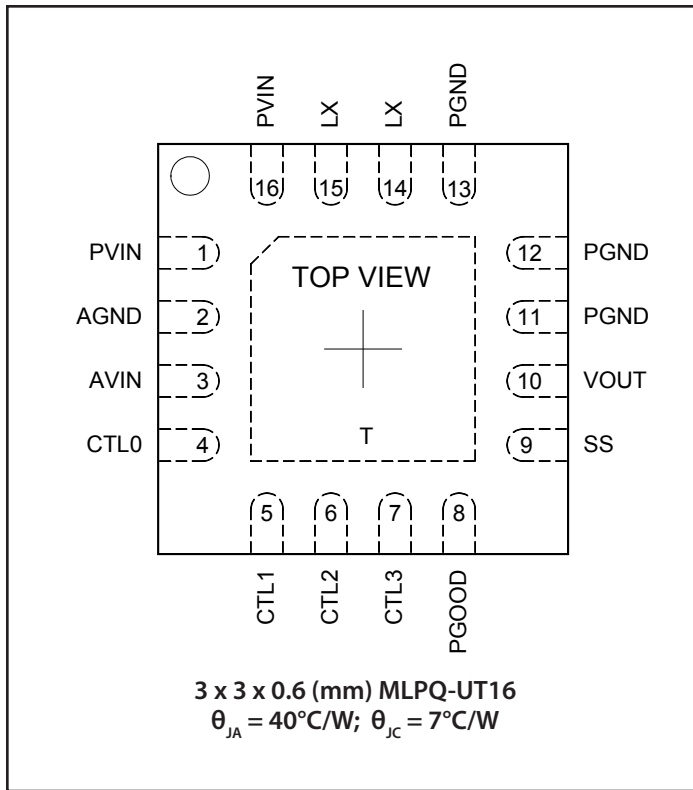 PVIN
LX
LX
PGND
16
15
14
13
PVIN 1
12 PGND
AGND 2
TOP VIEW
11 PGND
AVIN 3
10 VOUT
CTL0 4
T
9 SS
5
6
7
8
CTL1
CTL2
CTL3
PGOOD
3 x 3 x 0.6 (mm) MLPQ-UT16
θJA = 40°C/W; θJC = 7°C/W